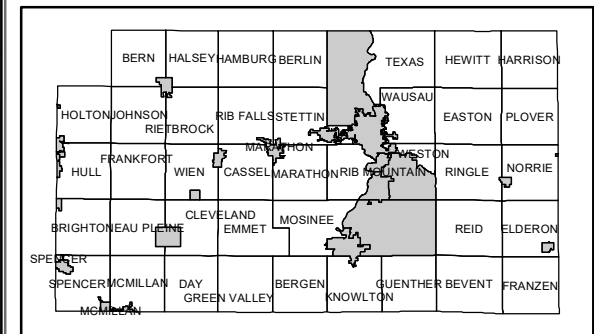 BERN HALSEY HAMBURG BERLIN TEXAS HEWITT HARRISON
WAUSAU
HOLTON JOHNSON RIB FALLS STETTIN EASTON PLOVER
RIETBROCK
MARATHON WESTON
FRANKFORT
HULL WIEN CASSEL MARATHON RIB MOUNTAIN RINGLE NORRIE
CLEVELAND MOSINEE
BRIGHTON EAU PLEINE EMMET REID ELDERON
SPENCER
SPENCER MCMILLAN DAY BERGEN GUENTHER BEVENT FRANZEN
GREEN VALLEY KNOWLTON
MCMILLAN